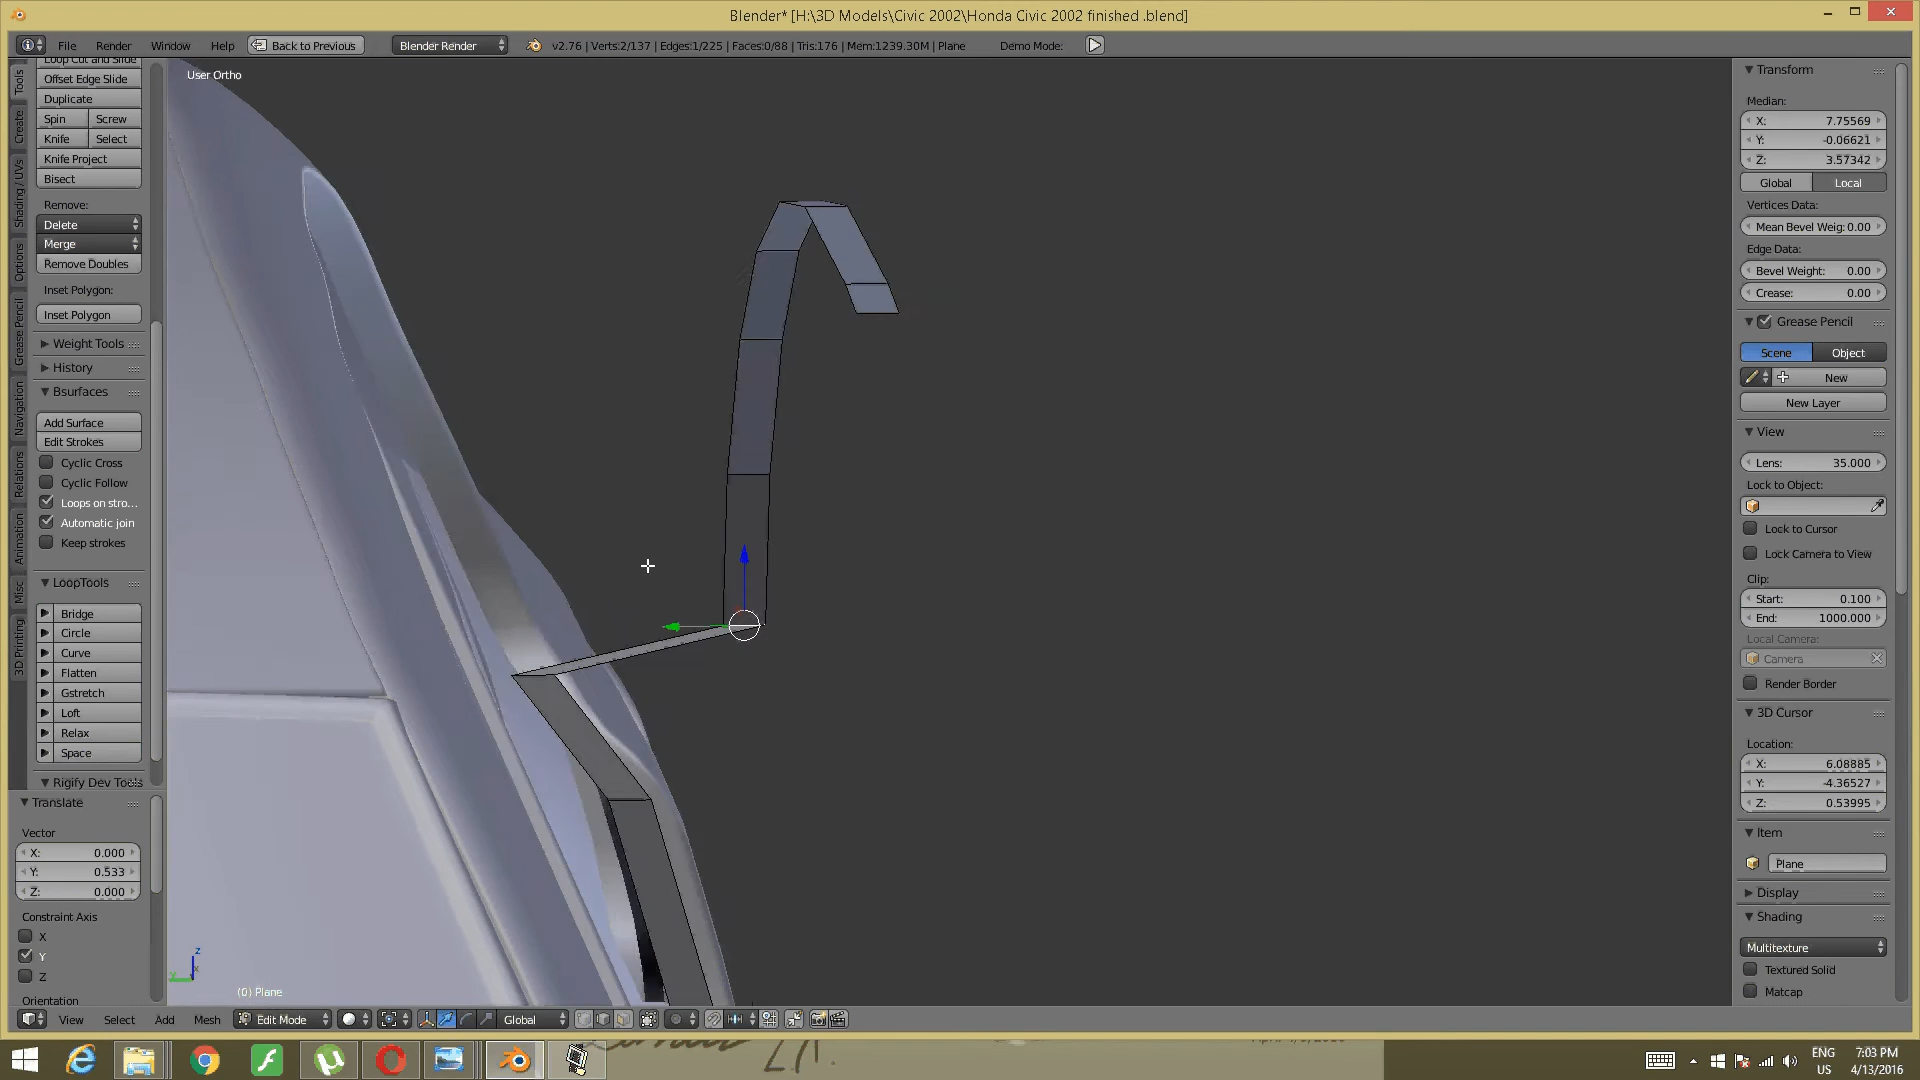 Blender* [H:\3D Models\Civic 2002\Honda Civic 2002 finished .blend]
File Render Window Help Back to Previous Blender Render v2.76 | Verts:2/137 | Edges:1/225 | Faces:0/88 | Tris:176 | Mem:1239.30M | Plane Demo Mode:
User Ortho
Tools
Create
Shading / UVs
Options
Grease Pencil
Navigation
Relations
Animation
Misc
3D Printing
Loop Cut and Slide
Offset Edge Slide
Duplicate
Spin Screw
Knife Select
Knife Project
Bisect
Remove:
Delete
Merge
Remove Doubles
Inset Polygon:
Inset Polygon
Weight Tools
History
Bsurfaces
Add Surface
Edit Strokes
Cyclic Cross
Cyclic Follow
Loops on stro...
Automatic join
Keep strokes
LoopTools
Bridge
Circle
Curve
Flatten
Gstretch
Loft
Relax
Space
Rigify Dev Tools
Translate
Vector
X: 0.000
Y: 0.533
Z: 0.000
Constraint Axis
X
Y
Z
Orientation
z
x
y
(0) Plane
Transform
Median:
X: 7.75569
Y: -0.06621
Z: 3.57342
Global Local
Vertices Data:
Mean Bevel Weig: 0.00
Edge Data:
Bevel Weight: 0.00
Crease: 0.00
Grease Pencil
Scene Object
New
New Layer
View
Lens: 35.000
Lock to Object:
Lock to Cursor
Lock Camera to View
Clip:
Start: 0.100
End: 1000.000
Local Camera:
Camera
Render Border
3D Cursor
Location:
X: 6.08885
Y: -4.36527
Z: 0.53995
Item
Plane
Display
Shading
Multitexture
Textured Solid
Matcap
View Select Add Mesh Edit Mode Global
ENG 7:03 PM
US 4/13/2016